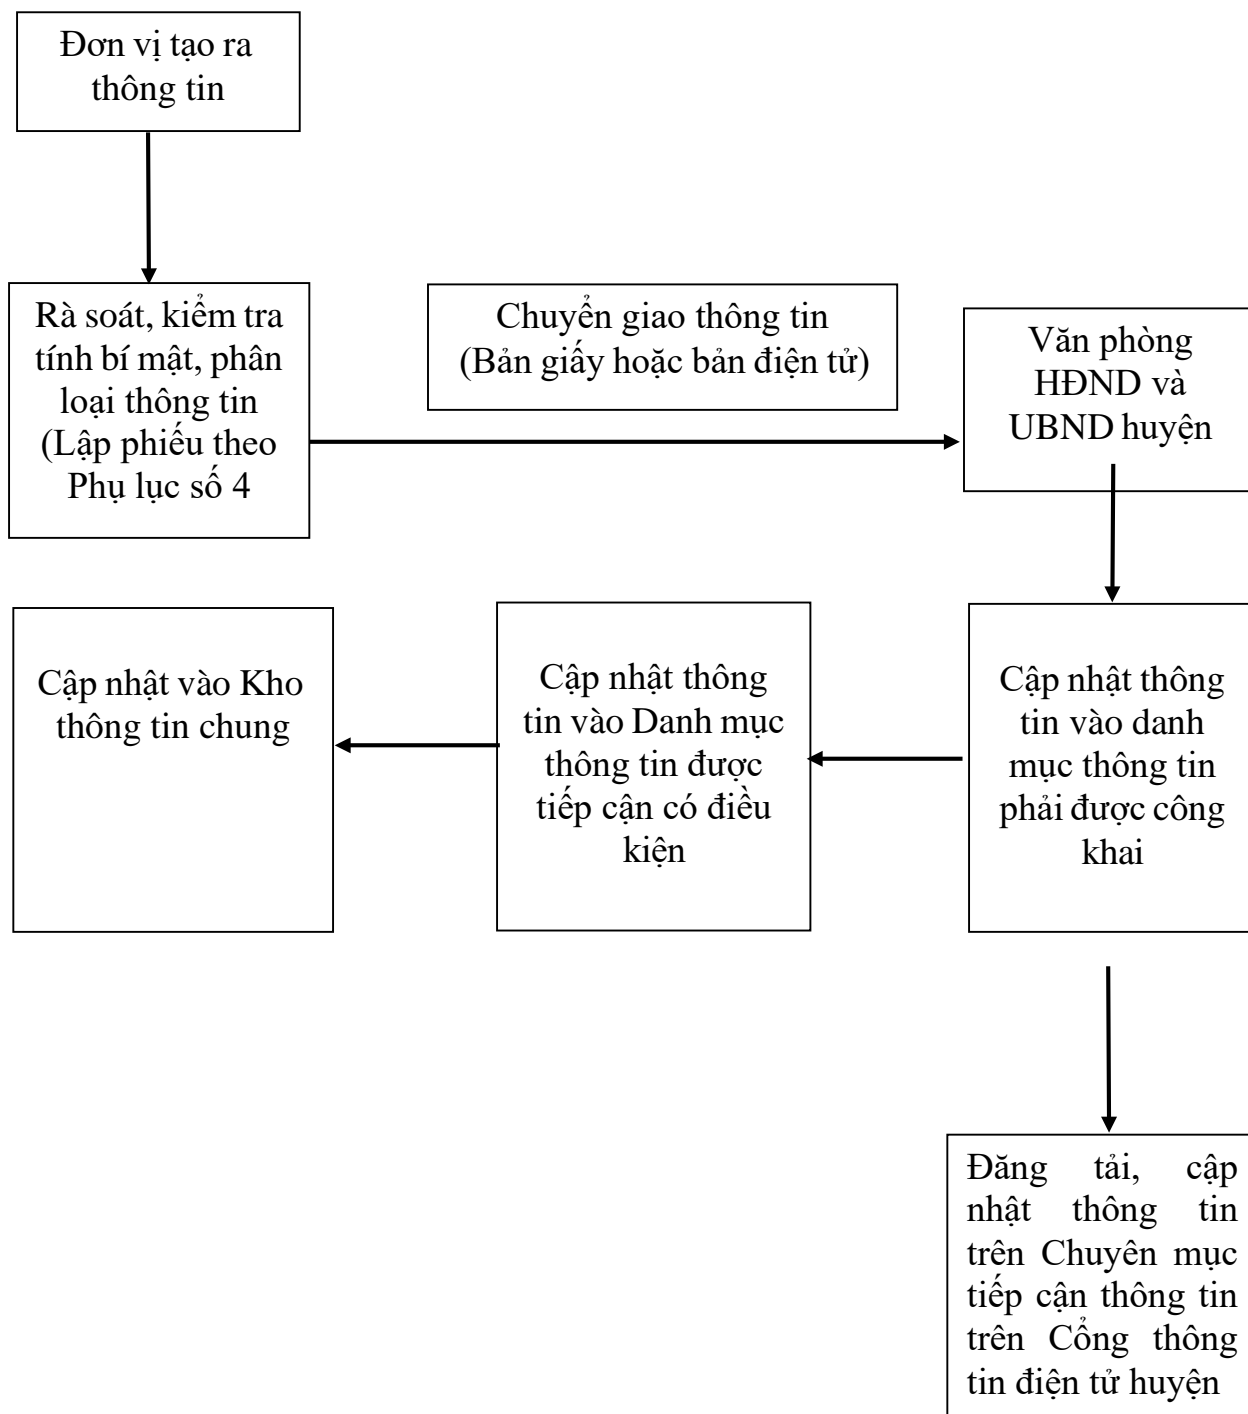 Đơn vị tạo ra
thông tin
Rà soát, kiểm tra
tính bí mật, phân
loại thông tin
(Lập phiếu theo
Phụ lục số 4
Chuyển giao thông tin
(Bản giấy hoặc bản điện tử)
Văn phòng
HĐND và
UBND huyện
Cập nhật vào Kho
thông tin chung
Cập nhật thông
tin vào Danh mục
thông tin được
tiếp cận có điều
kiện
Cập nhật thông
tin vào danh
mục thông tin
phải được công
khai
Đăng tải, cập
nhật thông tin
trên Chuyên mục
tiếp cận thông tin
trên Cổng thông
tin điện tử huyện